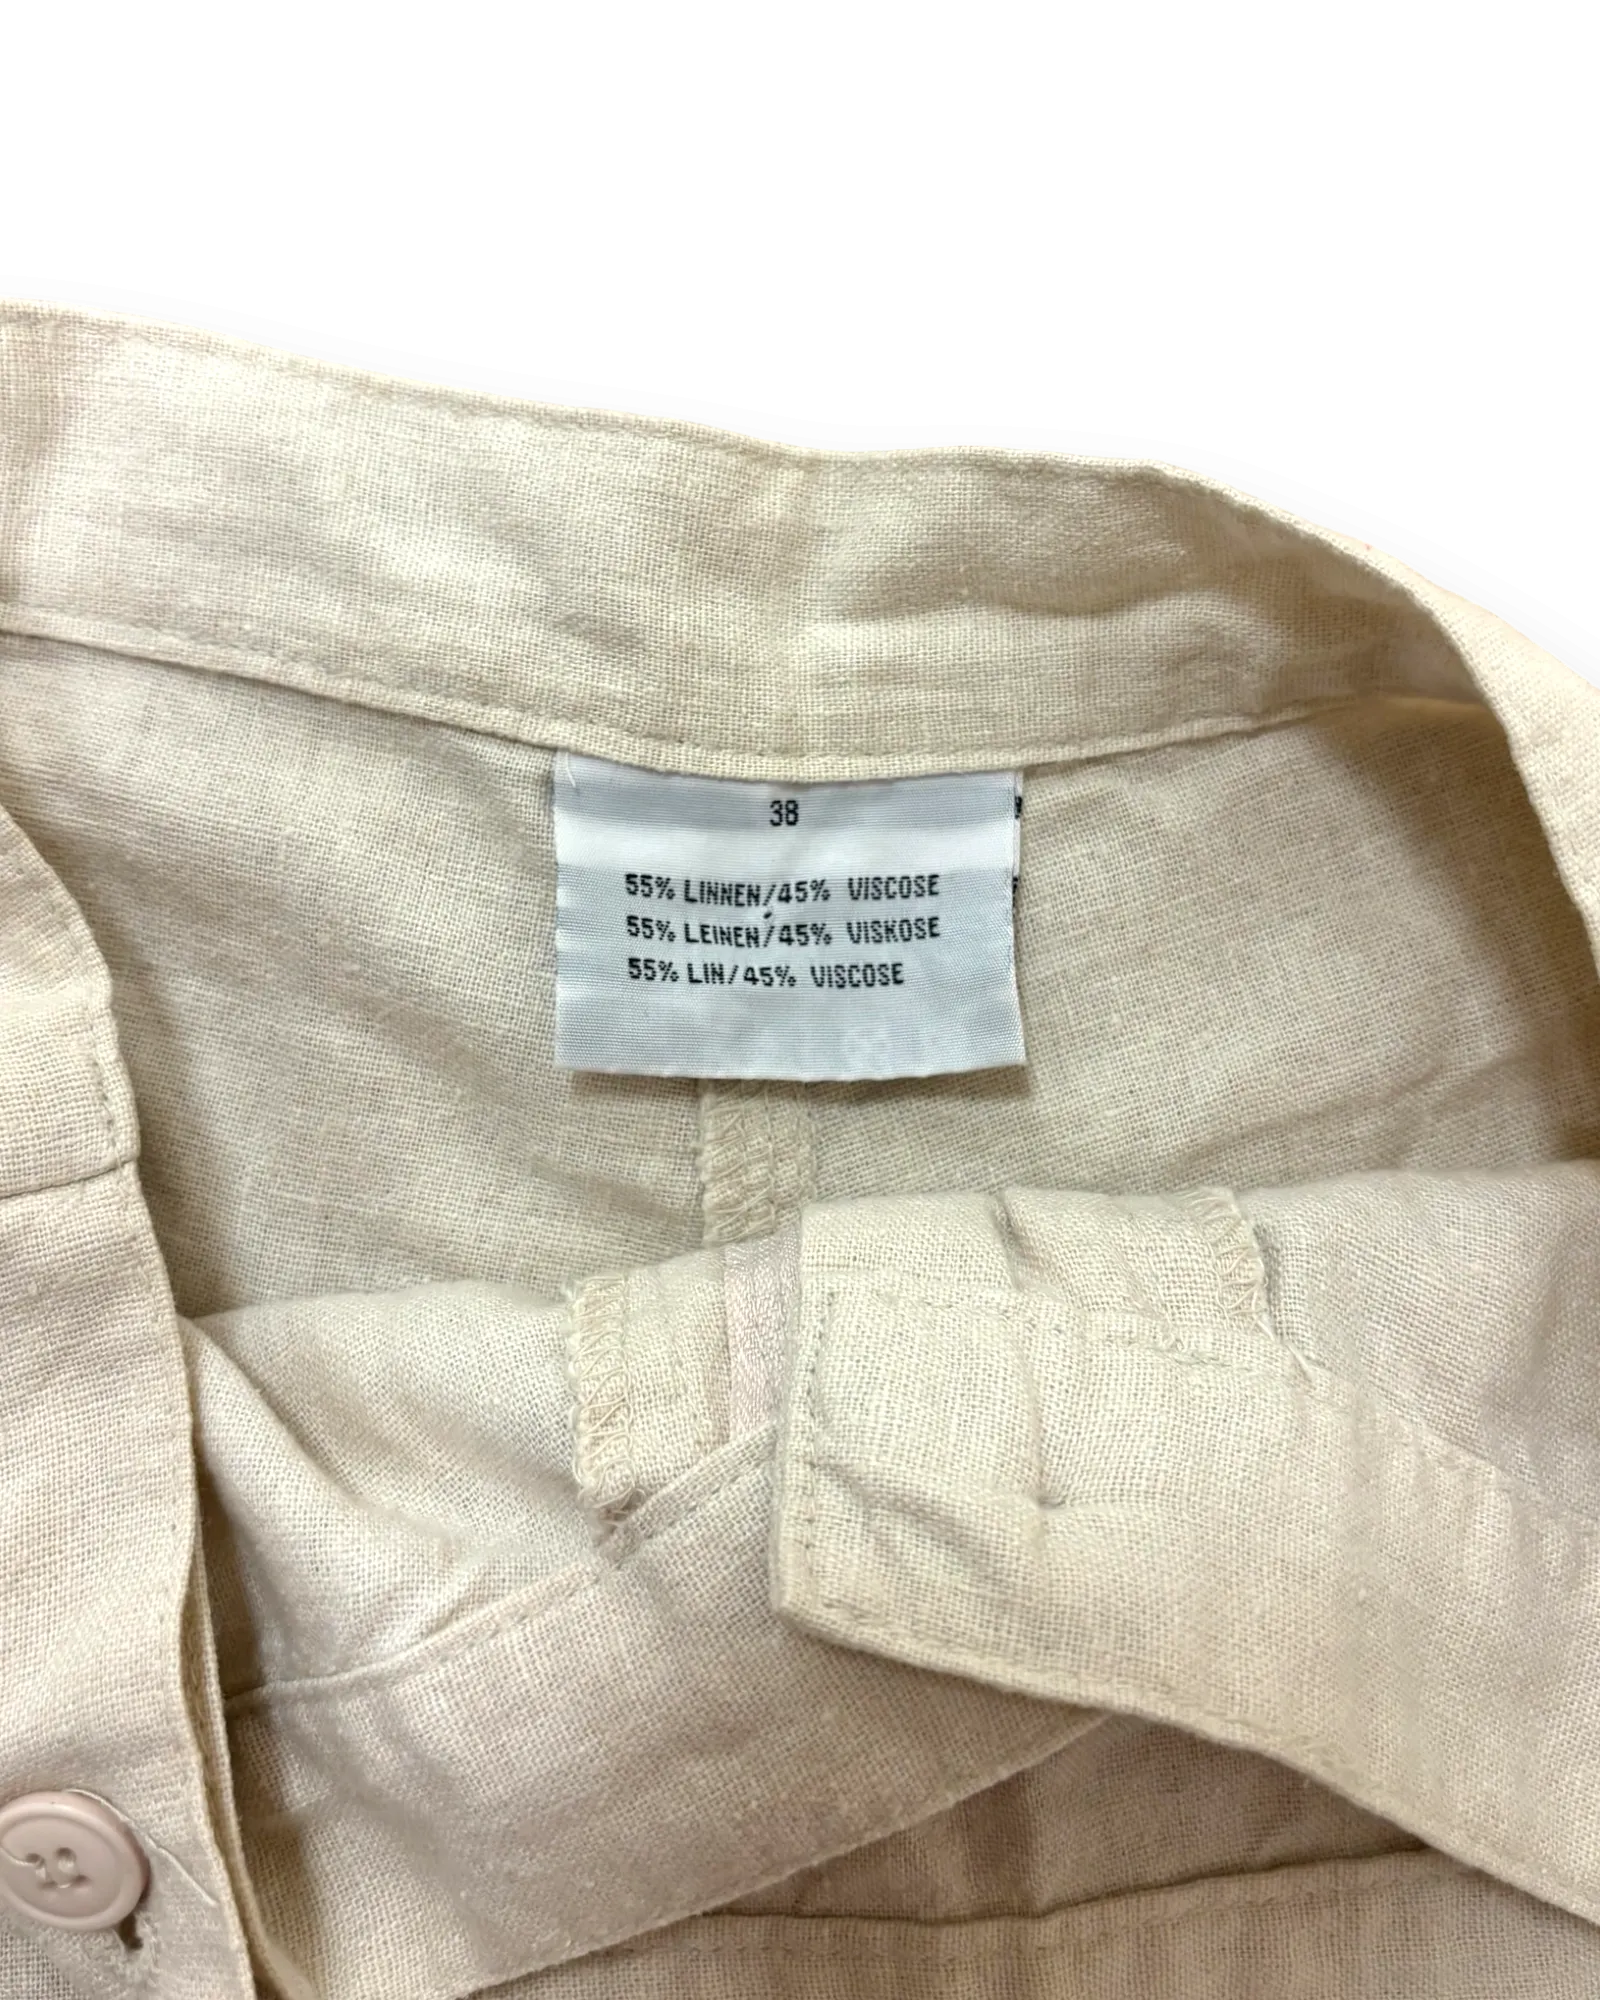 38
55% LINNEN/45% VISCOSE
55% LEINEN/45% VISKOSE
55% LIN/45% VISCOSE